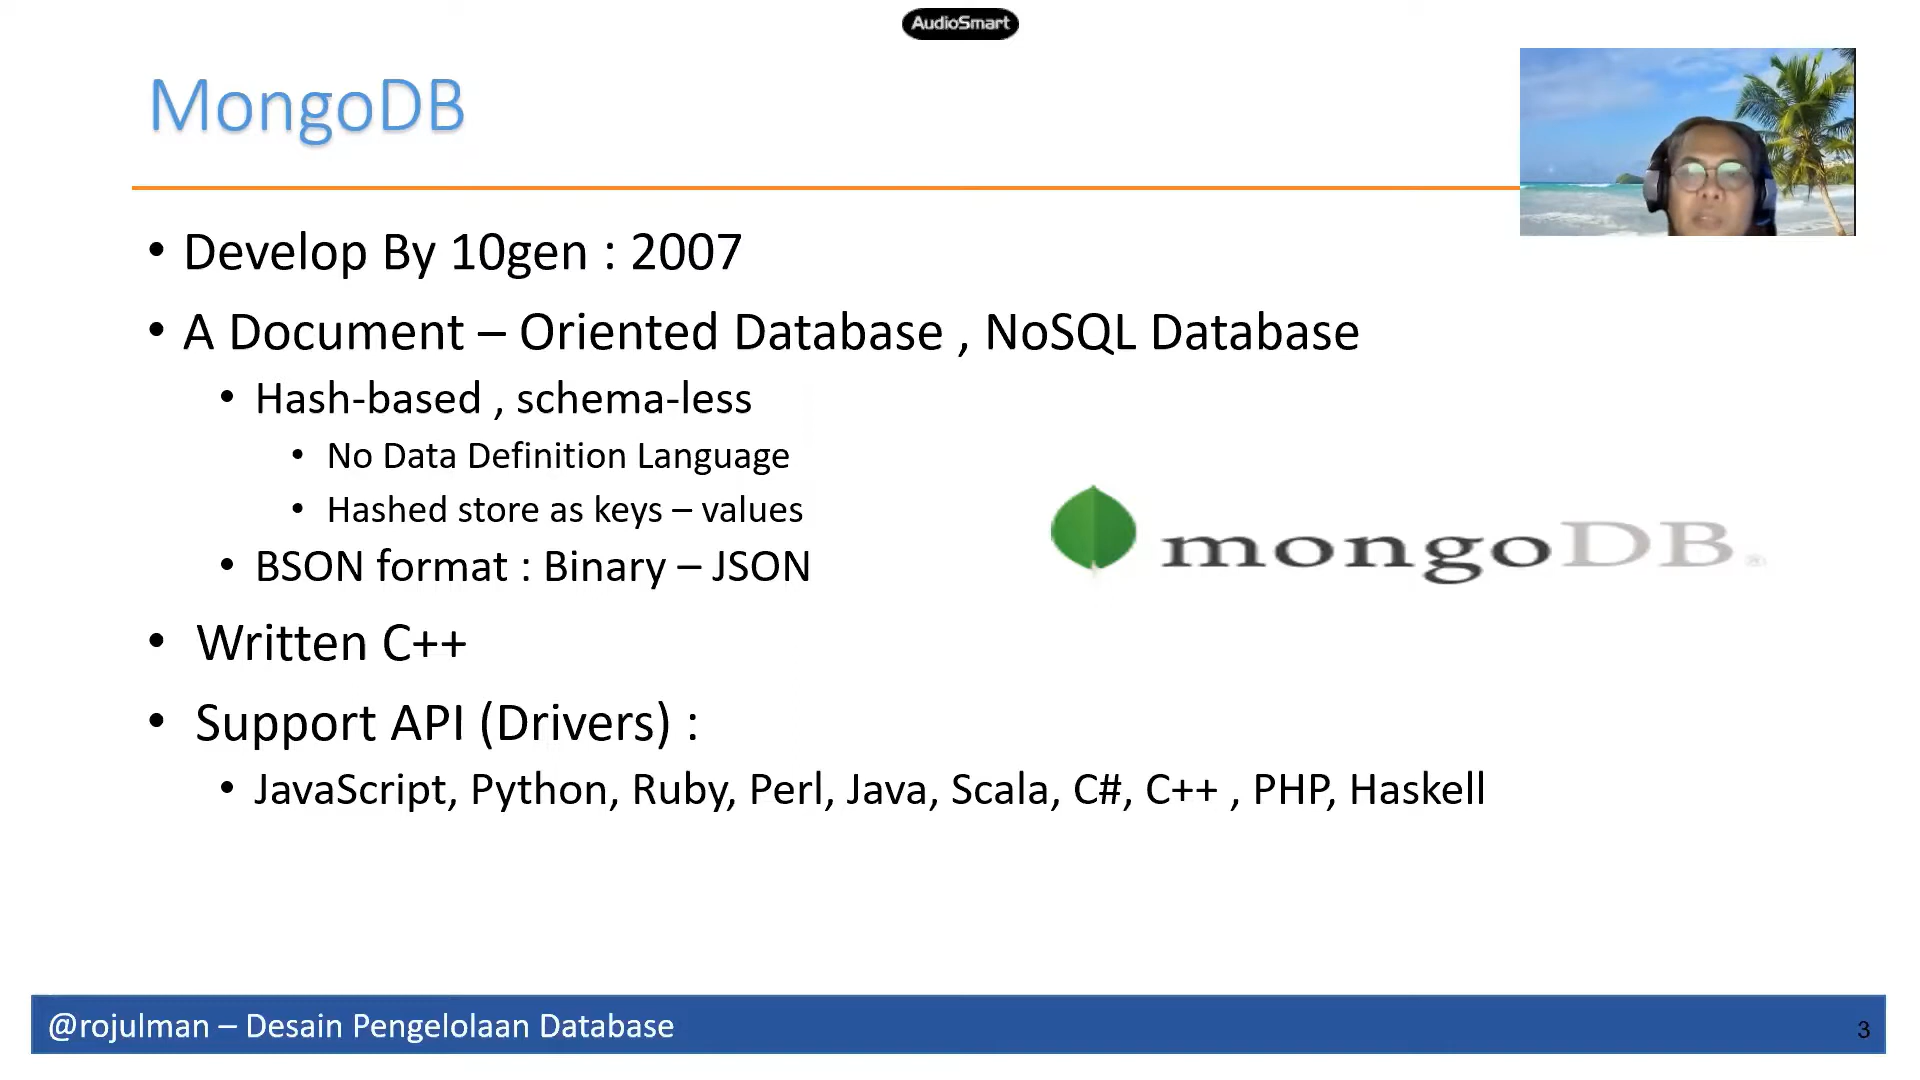 AudioSmart
MongoDB
• Develop By 10gen : 2007
• A Document – Oriented Database , NoSQL Database
• Hash-based , schema-less
• No Data Definition Language
• Hashed store as keys – values
• BSON format : Binary – JSON
mongoDB®
• Written C++
• Support API (Drivers) :
• JavaScript, Python, Ruby, Perl, Java, Scala, C#, C++ , PHP, Haskell
@rojulman – Desain Pengelolaan Database
3